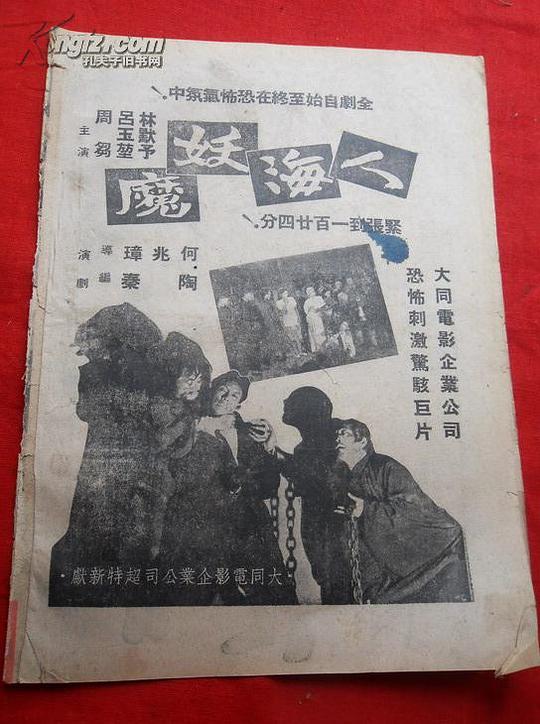 Kongfz.com
孔夫子旧书网
全劇自始至終在恐怖氣氛中.
人海妖魔
林默予
呂玉堃
周芻
主演
緊張到一百廿四分.
何兆璋導演
陶秦編劇
大同電影企業公司
恐怖刺激驚駭巨片
·大同電影企業公司超特新獻·